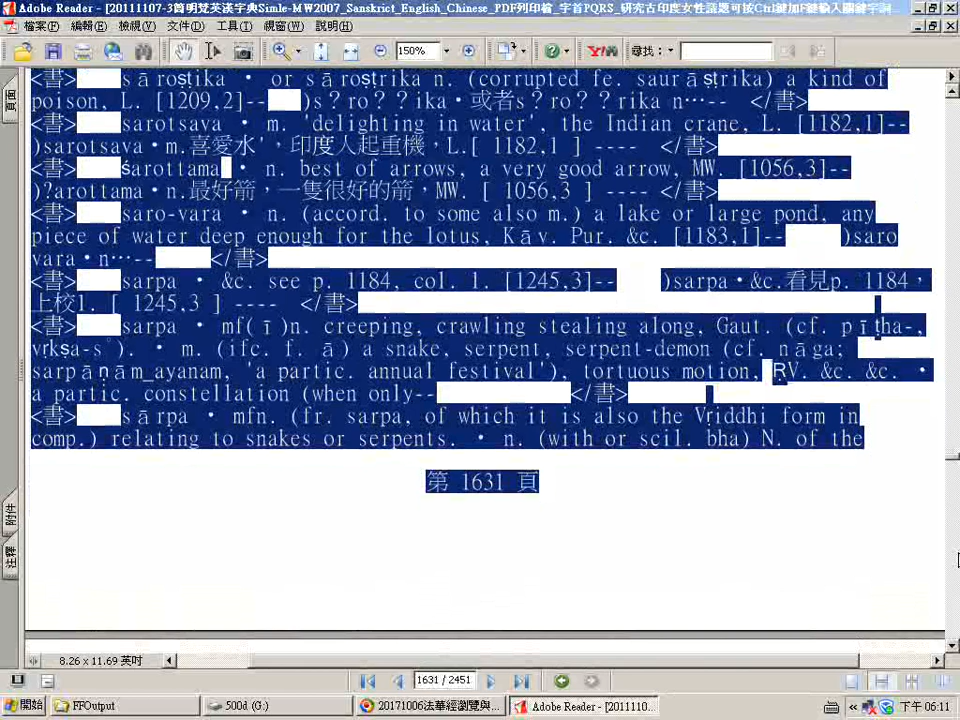 Adobe Reader - [20111107-3簡明梵英漢字典Simle-MW2007_Sanskrict_English_Chinese_PDF列印檔_字首PQRS_研究古印度女性議題可按Ctrl鍵加F鍵輸入關鍵字詞
檔案(F) 編輯(E) 檢視(V) 文件(D) 工具(T) 視窗(W) 說明(H)
150% 尋找：
頁面
<書> sāroṣṭika • or sāroṣṭrika n. (corrupted fe. saurāṣṭrika) a kind of
poison, L. [1209,2]-- )s？ro？？ika•或者s？ro？？rika n…-- </書>
<書> sarotsava • m. 'delighting in water', the Indian crane, L. [1182,1]--
)sarotsava•m.喜愛水'，印度人起重機，L.[ 1182,1 ] ---- </書>
<書> śarottama • n. best of arrows, a very good arrow, MW. [1056,3]--
)?arottama•n.最好箭，一隻很好的箭，MW. [ 1056,3 ] ---- </書>
<書> saro-vara • n. (accord. to some also m.) a lake or large pond, any
piece of water deep enough for the lotus, Kāv. Pur. &c. [1183,1]-- )saro
vara•n…-- </書>
<書> sarpa • &c. see p. 1184, col. 1. [1245,3]-- )sarpa•&c.看見p. 1184，
上校1. [ 1245,3 ] ---- </書>
<書> sarpa • mf(ī)n. creeping, crawling stealing along, Gaut. (cf. pīṭha-,
vṛkṣa-s˚). • m. (ifc. f. ā) a snake, serpent, serpent-demon (cf. nāga;
sarpāṇām_ayanam, 'a partic. annual festival'), tortuous motion, ṚV. &c. &c. •
a partic. constellation (when only-- </書>
<書> sārpa • mfn. (fr. sarpa, of which it is also the Vṛiddhi form in
comp.) relating to snakes or serpents. • n. (with or scil. bha) N. of the
第 1631 頁
附件
注釋
8.26 x 11.69 英吋
1631 / 2451
開始 FFOutput 500d (G:) 20171006法華經瀏覽與... Adobe Reader - [2011110... « 下午 06:11